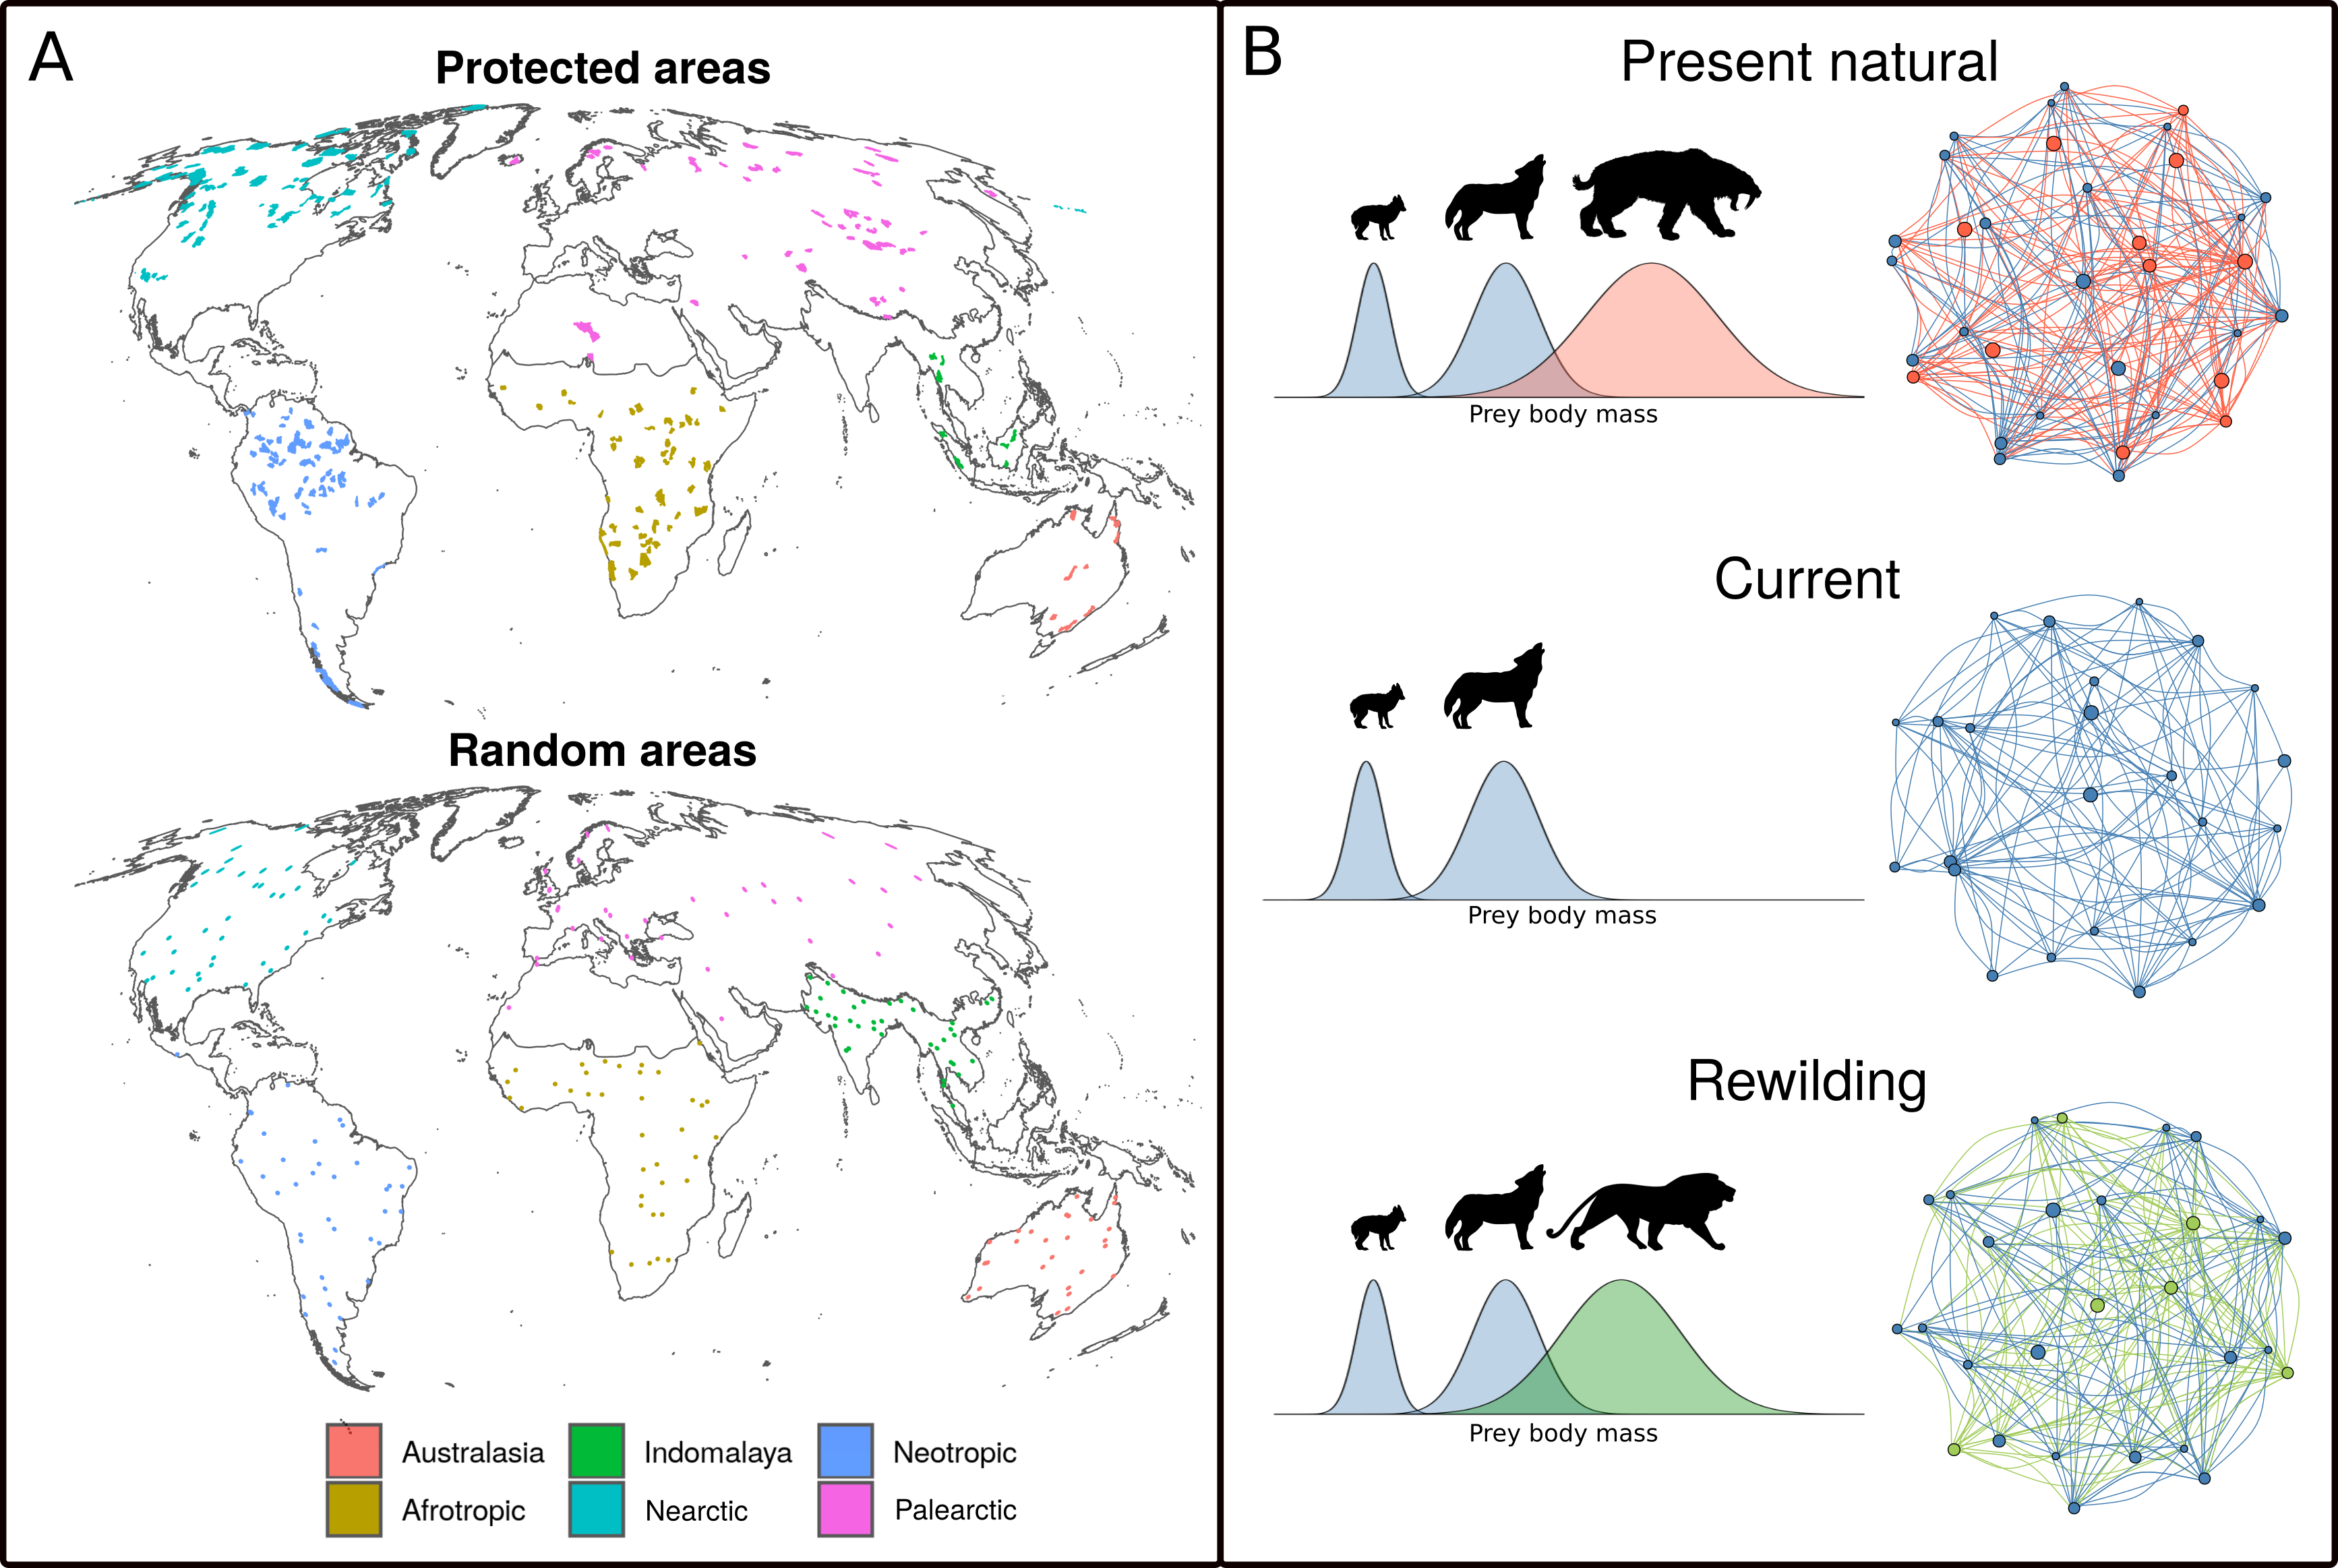 A
Protected areas
Random areas
Australasia
Indomalaya
Neotropic
Afrotropic
Nearctic
Palearctic
B
Present natural
Prey body mass
Current
Prey body mass
Rewilding
Prey body mass